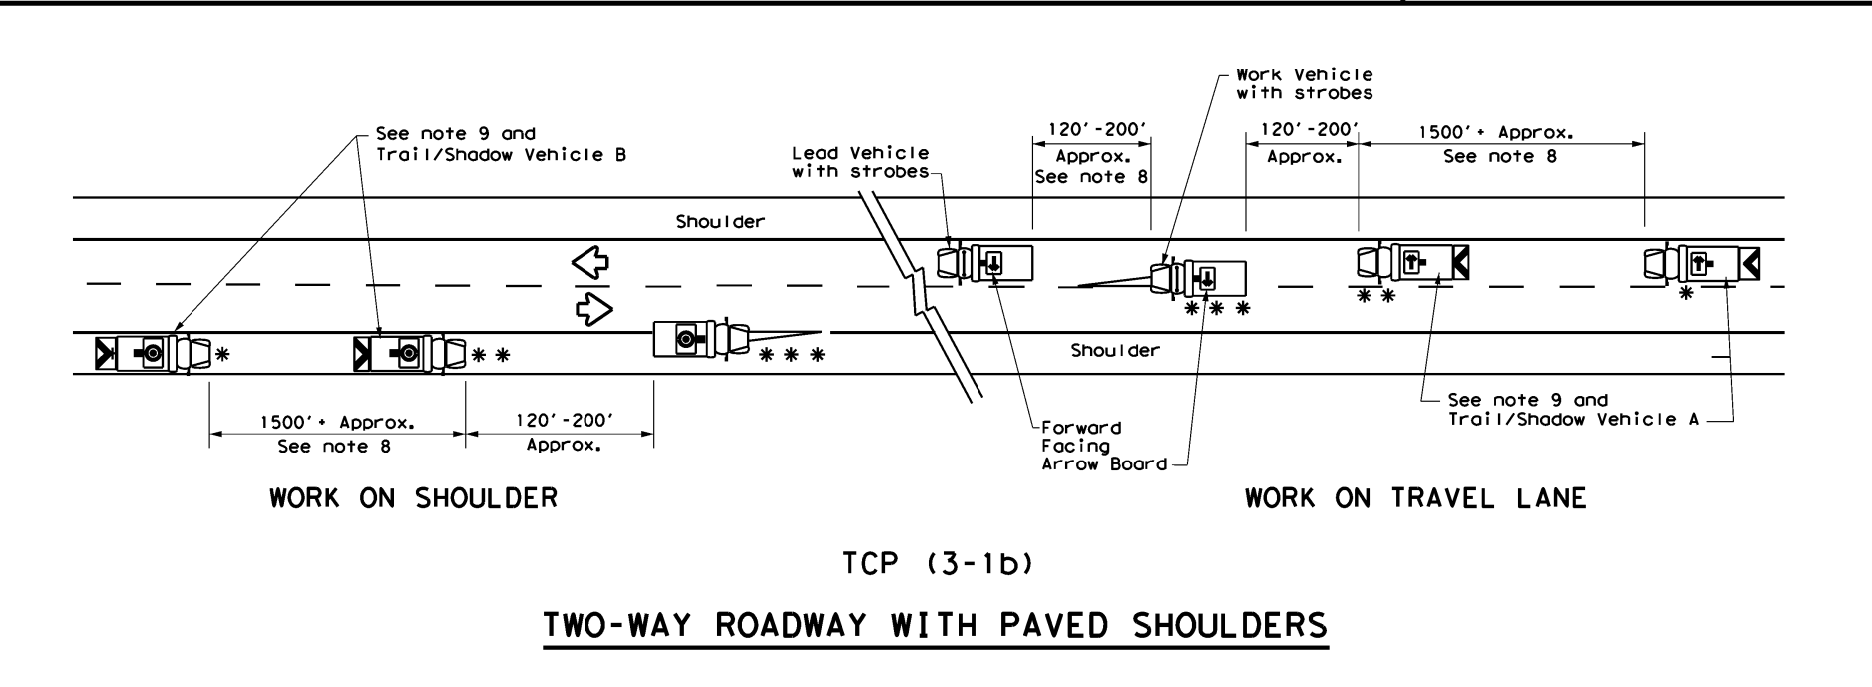 Work Vehicle
with strobes
See note 9 and
Trail/Shadow Vehicle B
Lead Vehicle
with strobes
120'-200'
Approx.
See note 8
120'-200'
Approx.
1500'+ Approx.
See note 8
Shoulder
Shoulder
*
* *
* * *
* * *
* *
*
1500'+ Approx.
See note 8
120'-200'
Approx.
Forward
Facing
Arrow Board
See note 9 and
Trail/Shadow Vehicle A
WORK ON SHOULDER
WORK ON TRAVEL LANE
TCP (3-1b)
TWO-WAY ROADWAY WITH PAVED SHOULDERS